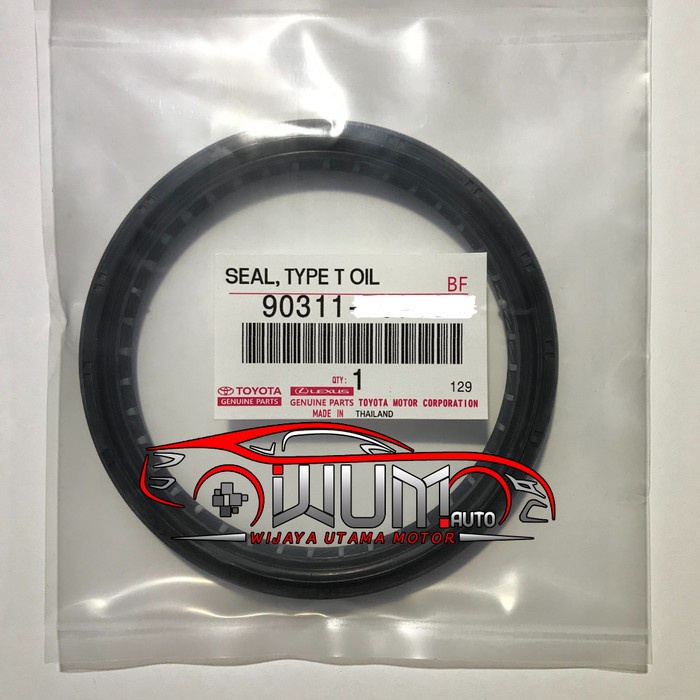 SEAL, TYPE T OIL
BF
90311-
QTY: 1
129
TOYOTA LEXUS
GENUINE PARTS GENUINE PARTS TOYOTA MOTOR CORPORATION
MADE IN THAILAND
WUM AUTO
WIJAYA UTAMA MOTOR